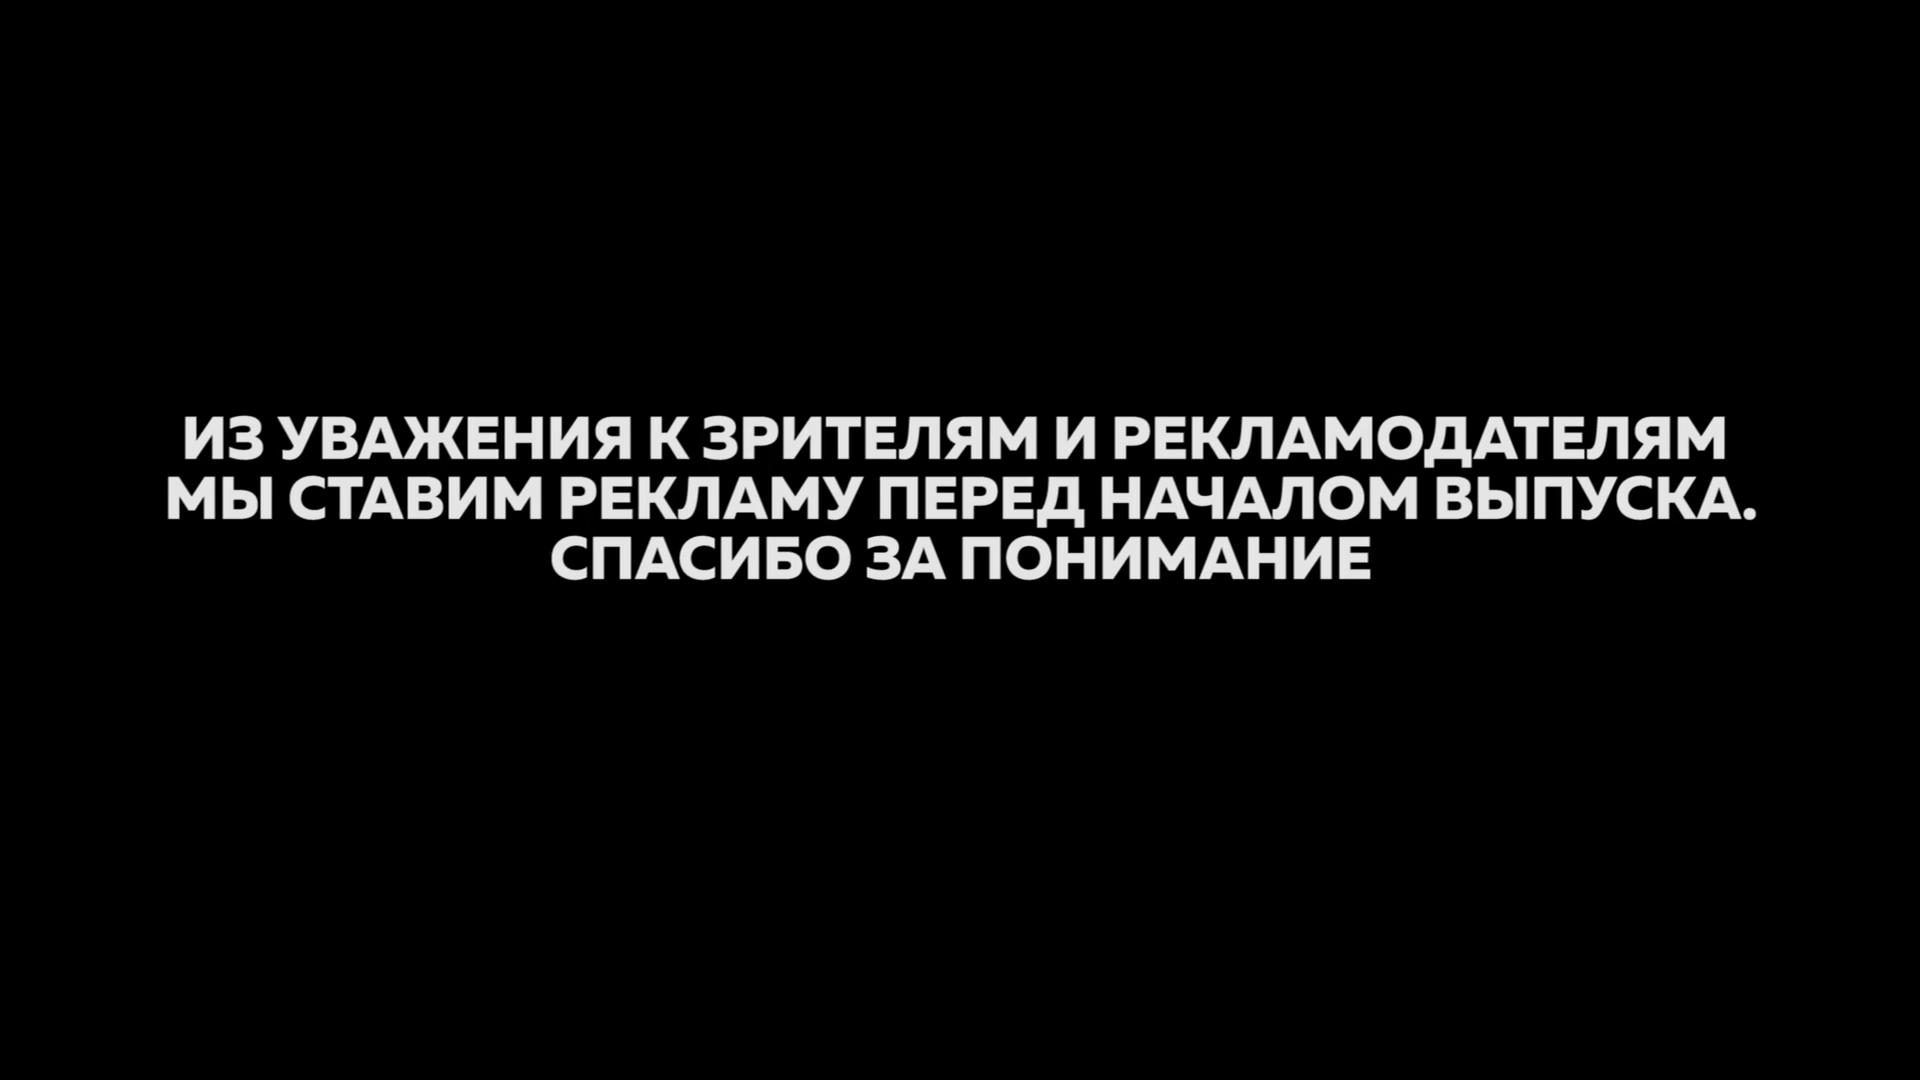 ИЗ УВАЖЕНИЯ К ЗРИТЕЛЯМ И РЕКЛАМОДАТЕЛЯМ
МЫ СТАВИМ РЕКЛАМУ ПЕРЕД НАЧАЛОМ ВЫПУСКА.
СПАСИБО ЗА ПОНИМАНИЕ